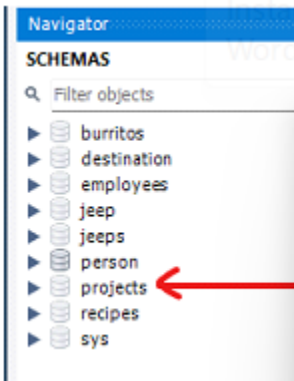 Navigator
SCHEMAS
Filter objects
burritos
destination
employees
jeep
jeeps
person
projects
recipes
sys